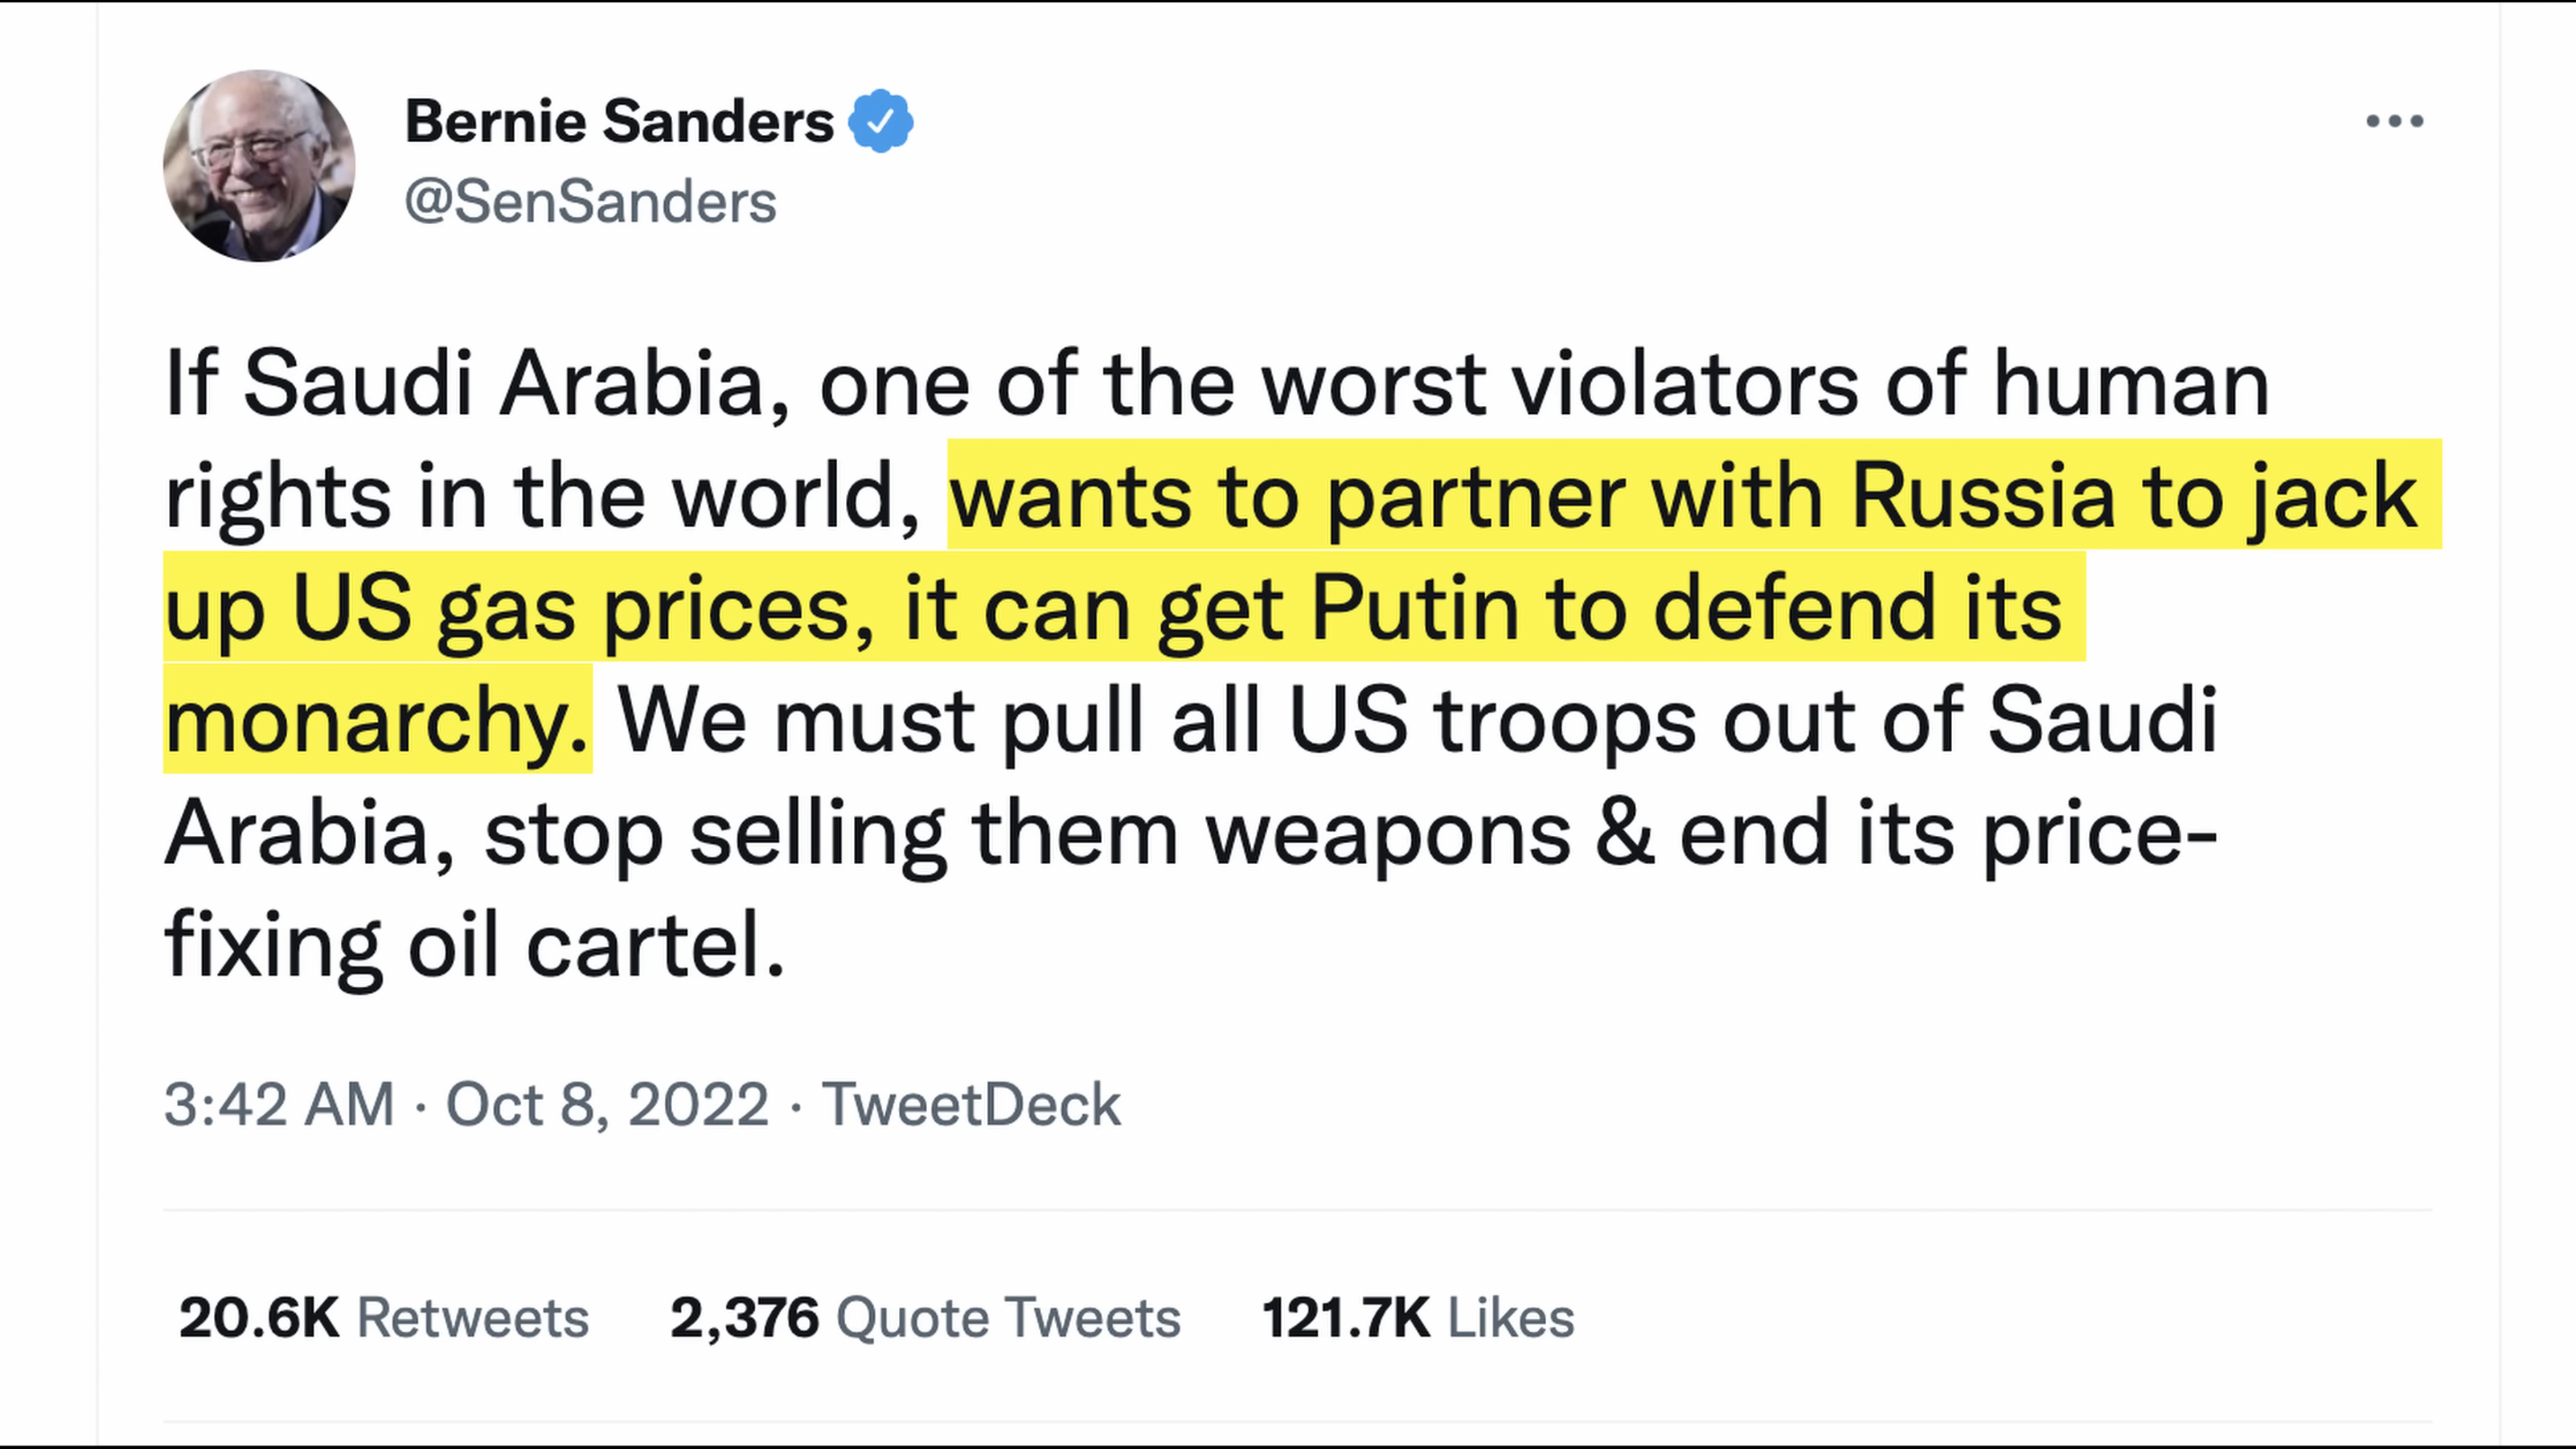 Bernie Sanders
@SenSanders
If Saudi Arabia, one of the worst violators of human
rights in the world, wants to partner with Russia to jack
up US gas prices, it can get Putin to defend its
monarchy. We must pull all US troops out of Saudi
Arabia, stop selling them weapons & end its price-
fixing oil cartel.
3:42 AM · Oct 8, 2022 · TweetDeck
20.6K Retweets 2,376 Quote Tweets 121.7K Likes